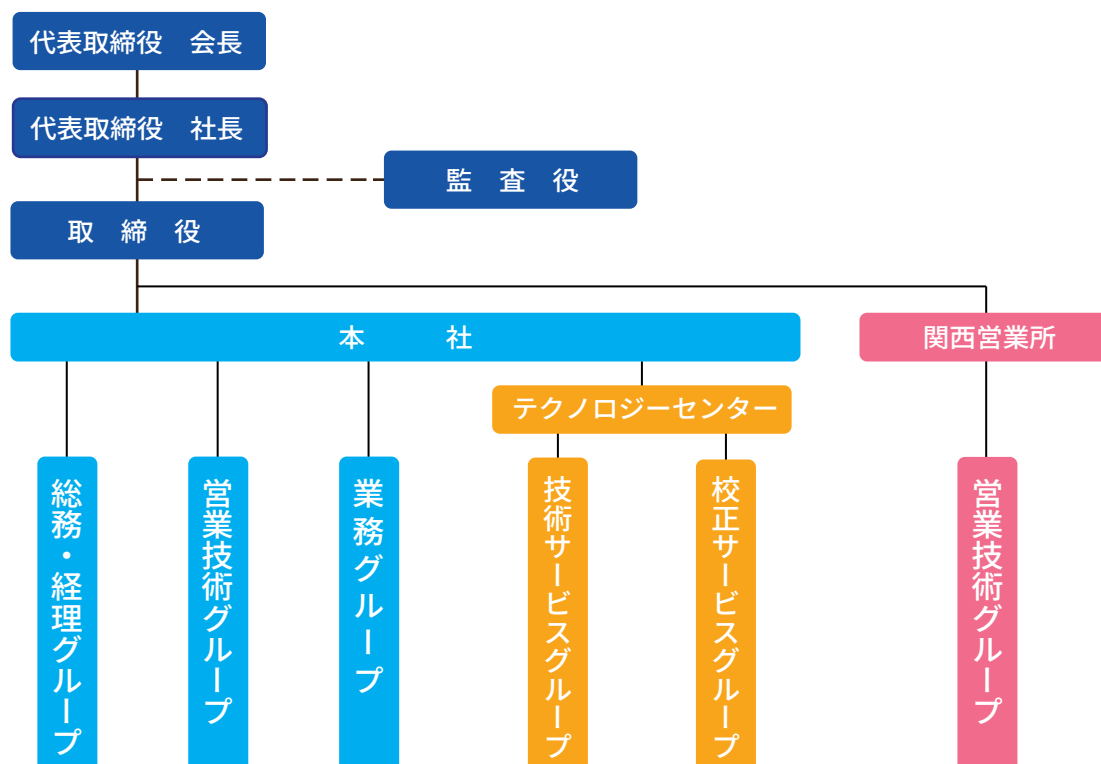 代表取締役　会長
代表取締役　社長
監　査　役
取　締　役
本　　　社
関西営業所
テクノロジーセンター
総務・経理グループ
営業技術グループ
業務グループ
技術サービスグループ
校正サービスグループ
営業技術グループ